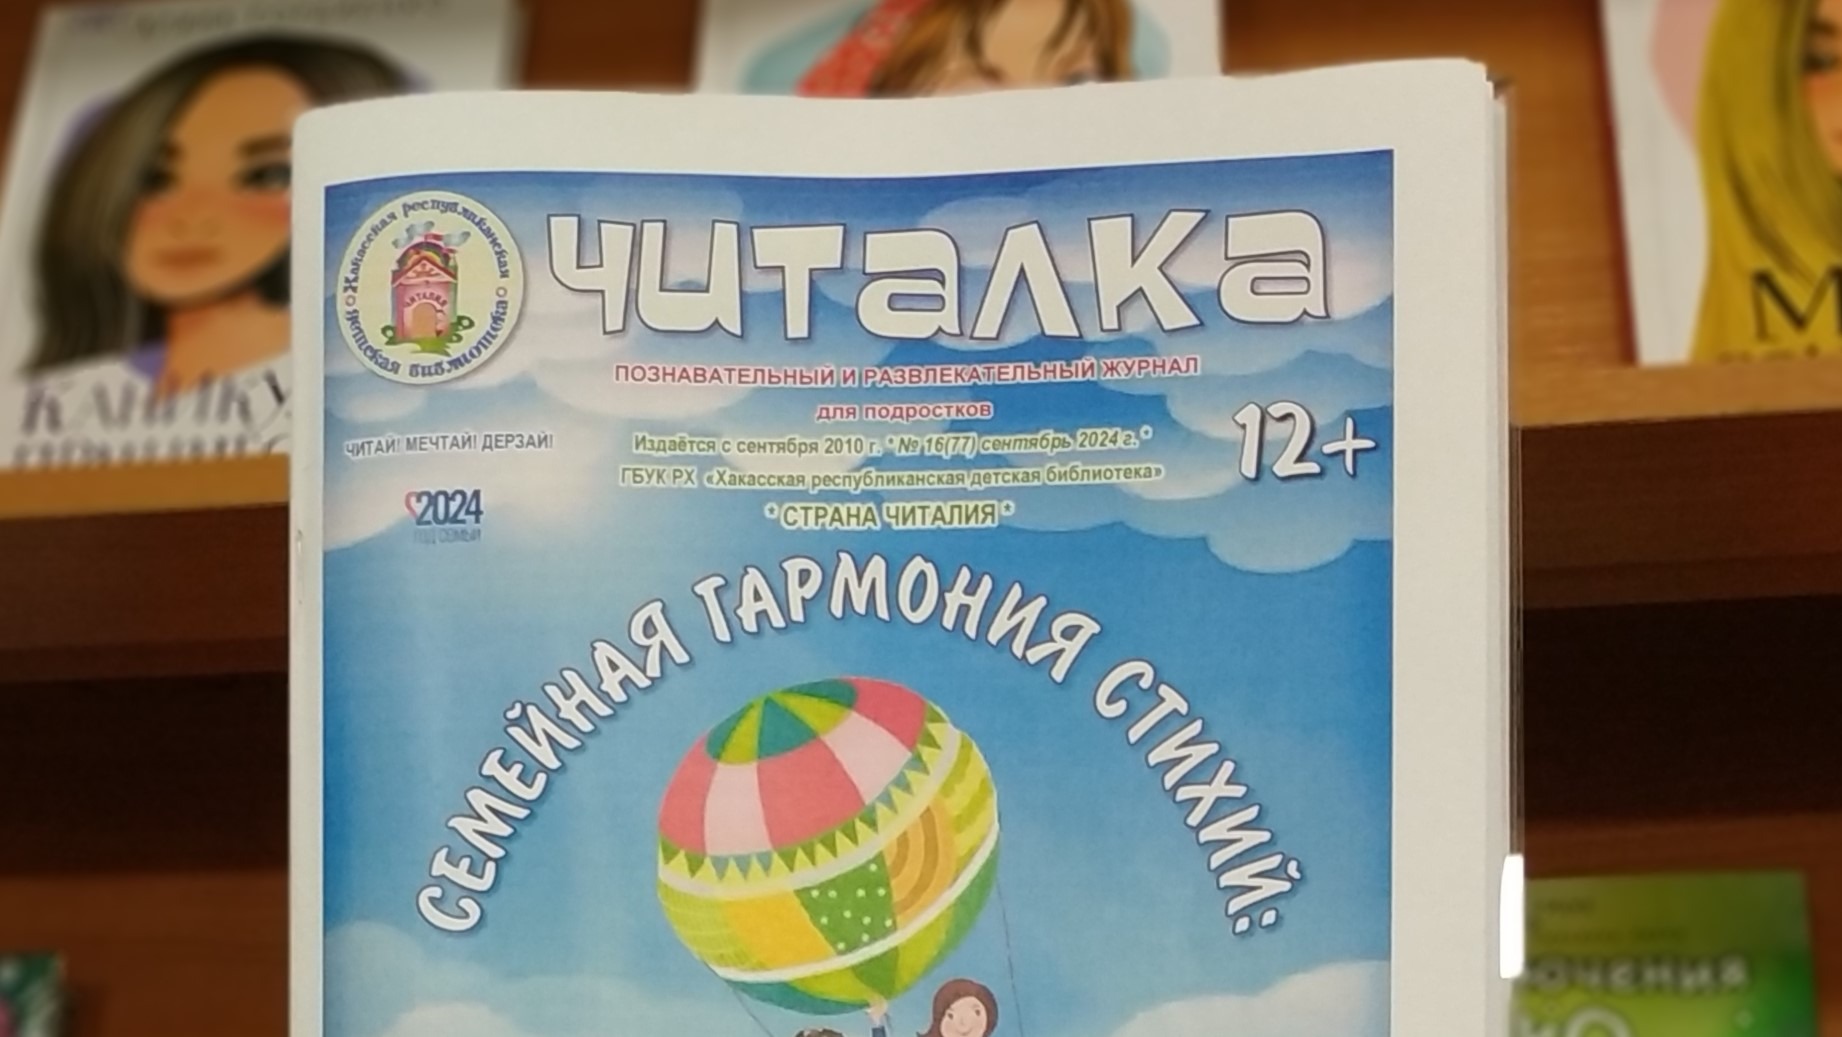 Хакасская республиканская
детская библиотека
ЧИТАЛИЯ
ЧИТАЛКА
ПОЗНАВАТЕЛЬНЫЙ И РАЗВЛЕКАТЕЛЬНЫЙ ЖУРНАЛ
для подростков
12+
ЧИТАЙ! МЕЧТАЙ! ДЕРЗАЙ!
Издаётся с сентября 2010 г. * № 16(77) сентябрь 2024 г. *
ГБУК РХ «Хакасская республиканская детская библиотека»
2024
ГОД СЕМЬИ
* СТРАНА ЧИТАЛИЯ *
СЕМЕЙНАЯ ГАРМОНИЯ СТИХИЙ: